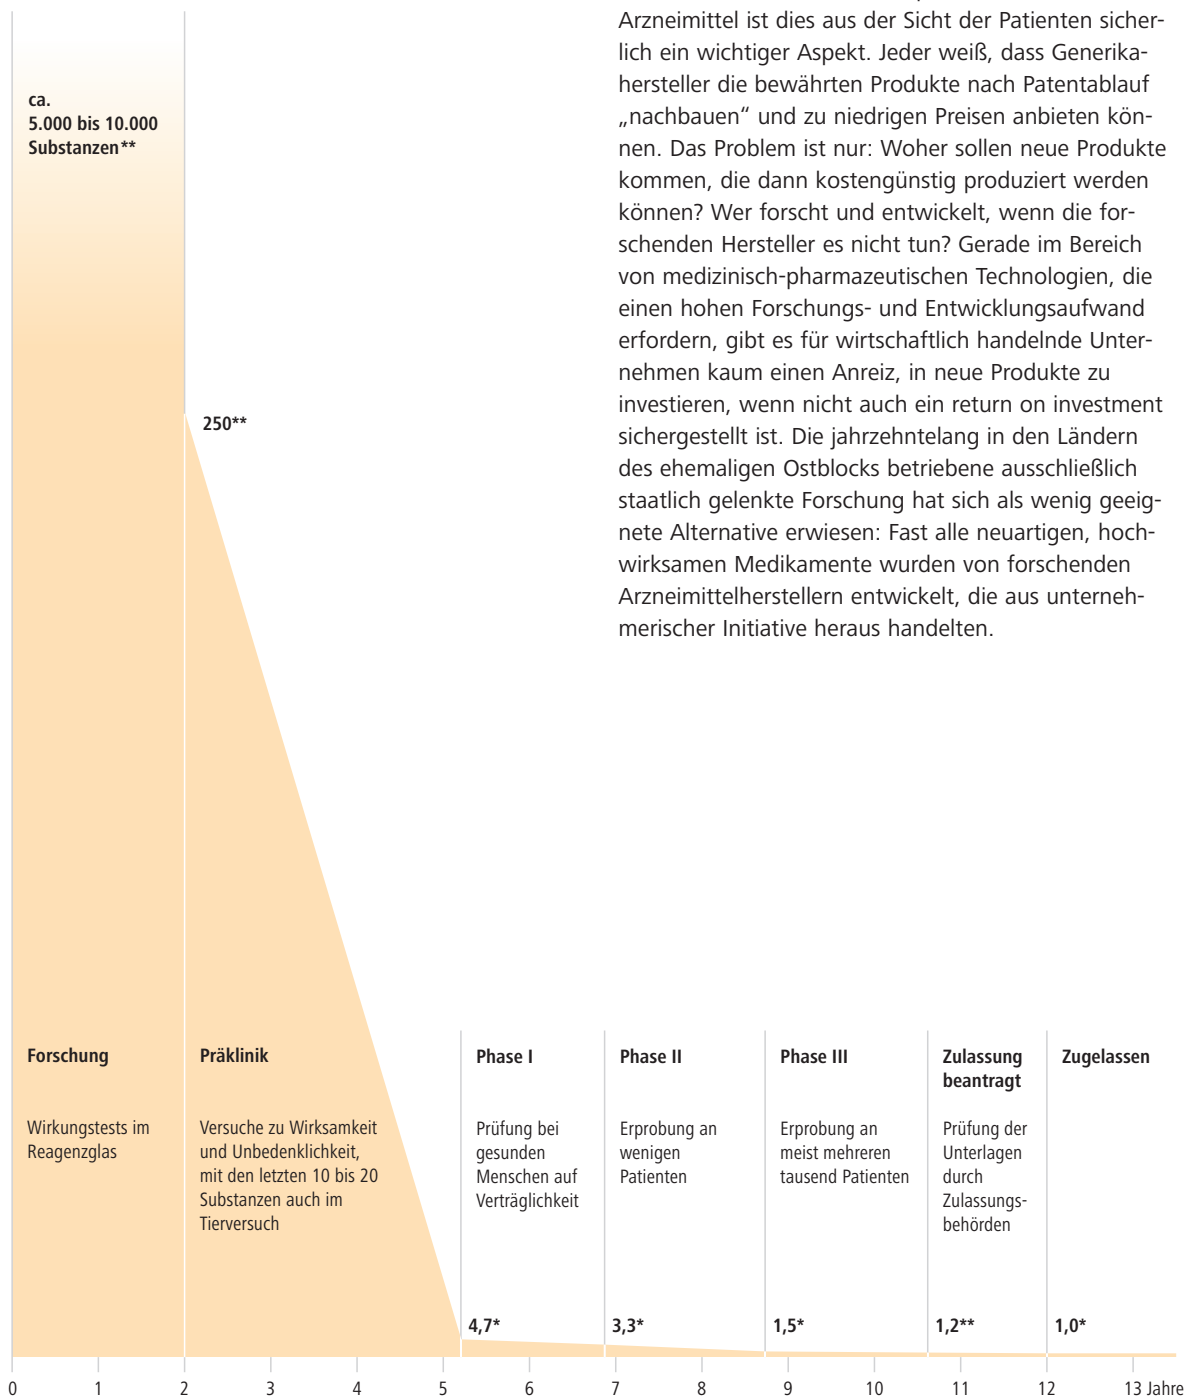 Arzneimittel ist dies aus der Sicht der Patienten sicher-
lich ein wichtiger Aspekt. Jeder weiß, dass Generika-
hersteller die bewährten Produkte nach Patentablauf
„nachbauen“ und zu niedrigen Preisen anbieten kön-
nen. Das Problem ist nur: Woher sollen neue Produkte
kommen, die dann kostengünstig produziert werden
können? Wer forscht und entwickelt, wenn die for-
schenden Hersteller es nicht tun? Gerade im Bereich
von medizinisch-pharmazeutischen Technologien, die
einen hohen Forschungs- und Entwicklungsaufwand
erfordern, gibt es für wirtschaftlich handelnde Unter-
nehmen kaum einen Anreiz, in neue Produkte zu
investieren, wenn nicht auch ein return on investment
sichergestellt ist. Die jahrzehntelang in den Ländern
des ehemaligen Ostblocks betriebene ausschließlich
staatlich gelenkte Forschung hat sich als wenig geeig-
nete Alternative erwiesen: Fast alle neuartigen, hoch-
wirksamen Medikamente wurden von forschenden
Arzneimittelherstellern entwickelt, die aus unterneh-
merischer Initiative heraus handelten.
ca.
5.000 bis 10.000
Substanzen**
250**
Forschung
Wirkungstests im
Reagenzglas
Präklinik
Versuche zu Wirksamkeit
und Unbedenklichkeit,
mit den letzten 10 bis 20
Substanzen auch im
Tierversuch
Phase I
Prüfung bei
gesunden
Menschen auf
Verträglichkeit
4,7*
Phase II
Erprobung an
wenigen
Patienten
3,3*
Phase III
Erprobung an
meist mehreren
tausend Patienten
1,5*
Zulassung
beantragt
Prüfung der
Unterlagen
durch
Zulassungs-
behörden
1,2**
Zugelassen
1,0*
0 1 2 3 4 5 6 7 8 9 10 11 12 13 Jahre